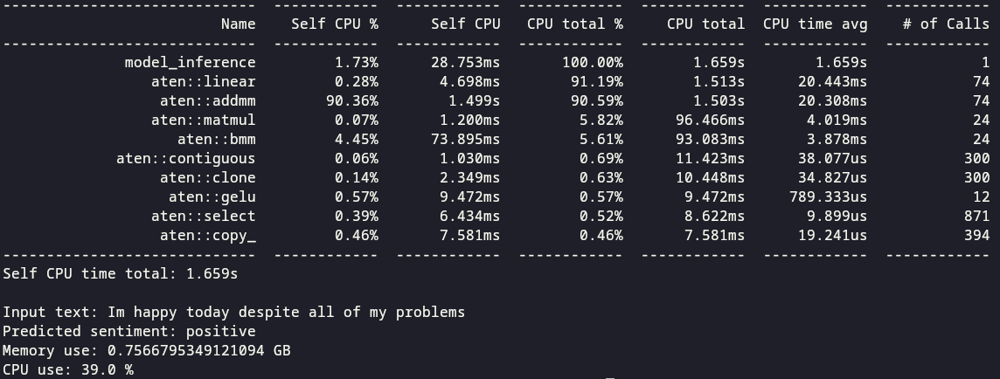 -----------------------------  ------------  ------------  ------------  ------------  ------------  ------------
                         Name    Self CPU %      Self CPU   CPU total %     CPU total  CPU time avg    # of Calls
-----------------------------  ------------  ------------  ------------  ------------  ------------  ------------
              model_inference         1.73%      28.753ms       100.00%        1.659s        1.659s             1
                 aten::linear         0.28%       4.698ms        91.19%        1.513s      20.443ms            74
                  aten::addmm        90.36%        1.499s        90.59%        1.503s      20.308ms            74
                 aten::matmul         0.07%       1.200ms         5.82%      96.466ms       4.019ms            24
                    aten::bmm         4.45%      73.895ms         5.61%      93.083ms       3.878ms            24
             aten::contiguous         0.06%       1.030ms         0.69%      11.423ms      38.077us           300
                  aten::clone         0.14%       2.349ms         0.63%      10.448ms      34.827us           300
                   aten::gelu         0.57%       9.472ms         0.57%       9.472ms     789.333us            12
                 aten::select         0.39%       6.434ms         0.52%       8.622ms       9.899us           871
                  aten::copy_         0.46%       7.581ms         0.46%       7.581ms      19.241us           394
-----------------------------  ------------  ------------  ------------  ------------  ------------  ------------
Self CPU time total: 1.659s

Input text: Im happy today despite all of my problems
Predicted sentiment: positive
Memory use: 0.7566795349121094 GB
CPU use: 39.0 %